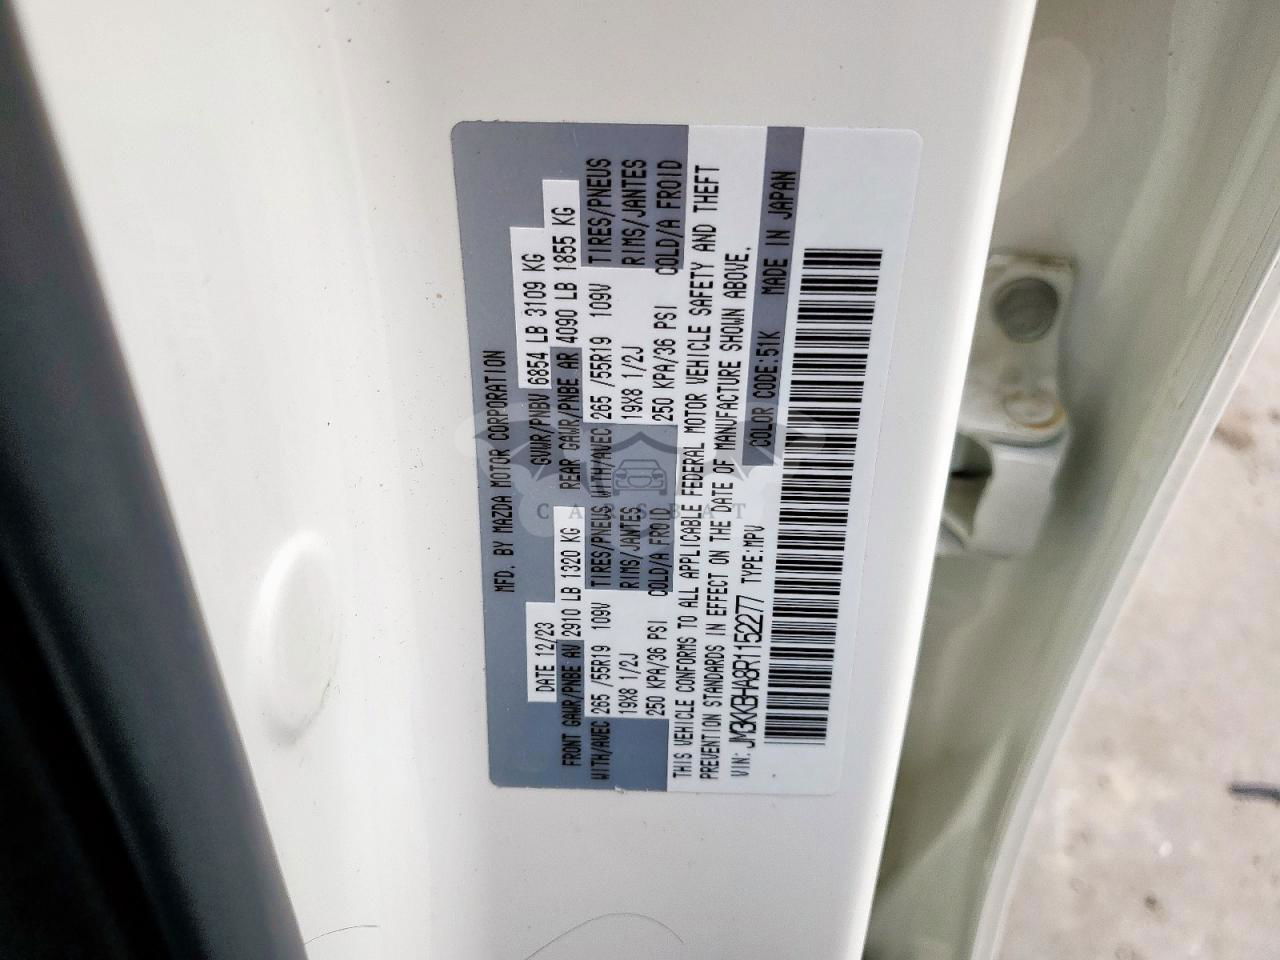 MFD. BY MAZDA MOTOR CORPORATION
DATE 12/23 GVWR/PNBV 6854 LB 3109 KG
FRONT GAWR/PNBE AV 2910 LB 1320 KG REAR GAWR/PNBE AR 4090 LB 1855 KG
WITH/AVEC 265 /55R19 109V TIRES/PNEUS WITH/AVEC 265 /55R19 109V TIRES/PNEUS
19X8 1/2J RIMS/JANTES 19X8 1/2J RIMS/JANTES
250 KPA/36 PSI COLD/A FROID 250 KPA/36 PSI COLD/A FROID
THIS VEHICLE CONFORMS TO ALL APPLICABLE FEDERAL MOTOR VEHICLE SAFETY AND THEFT
PREVENTION STANDARDS IN EFFECT ON THE DATE OF MANUFACTURE SHOWN ABOVE.
VIN: JM3KKBHA8R1152277 TYPE:MPV COLOR CODE:51K MADE IN JAPAN
CARSBAT